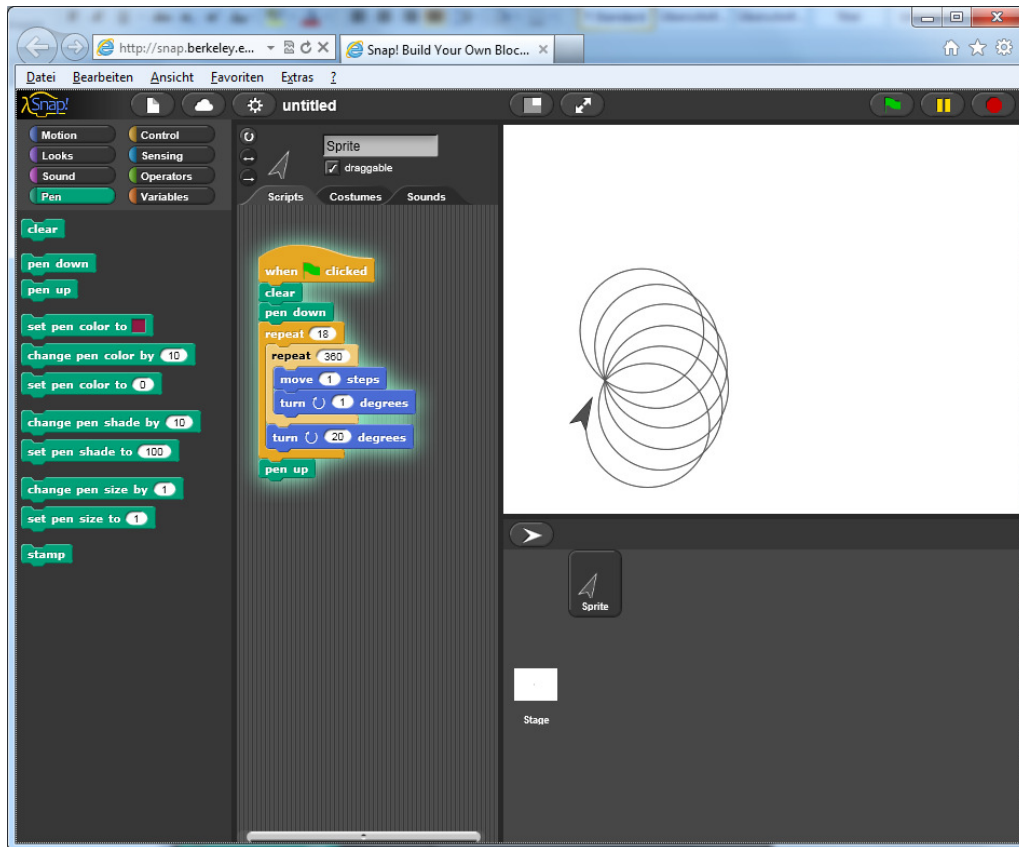 http://snap.berkeley.e...
Snap! Build Your Own Bloc...
Datei Bearbeiten Ansicht Favoriten Extras ?
λSnap! untitled
Motion Control
Looks Sensing
Sound Operators
Pen Variables
Sprite
draggable
Scripts Costumes Sounds
clear
pen down
pen up
set pen color to
change pen color by 10
set pen color to 0
change pen shade by 10
set pen shade to 100
change pen size by 1
set pen size to 1
stamp
when clicked
clear
pen down
repeat 18
repeat 360
move 1 steps
turn 1 degrees
turn 20 degrees
pen up
Sprite
Stage